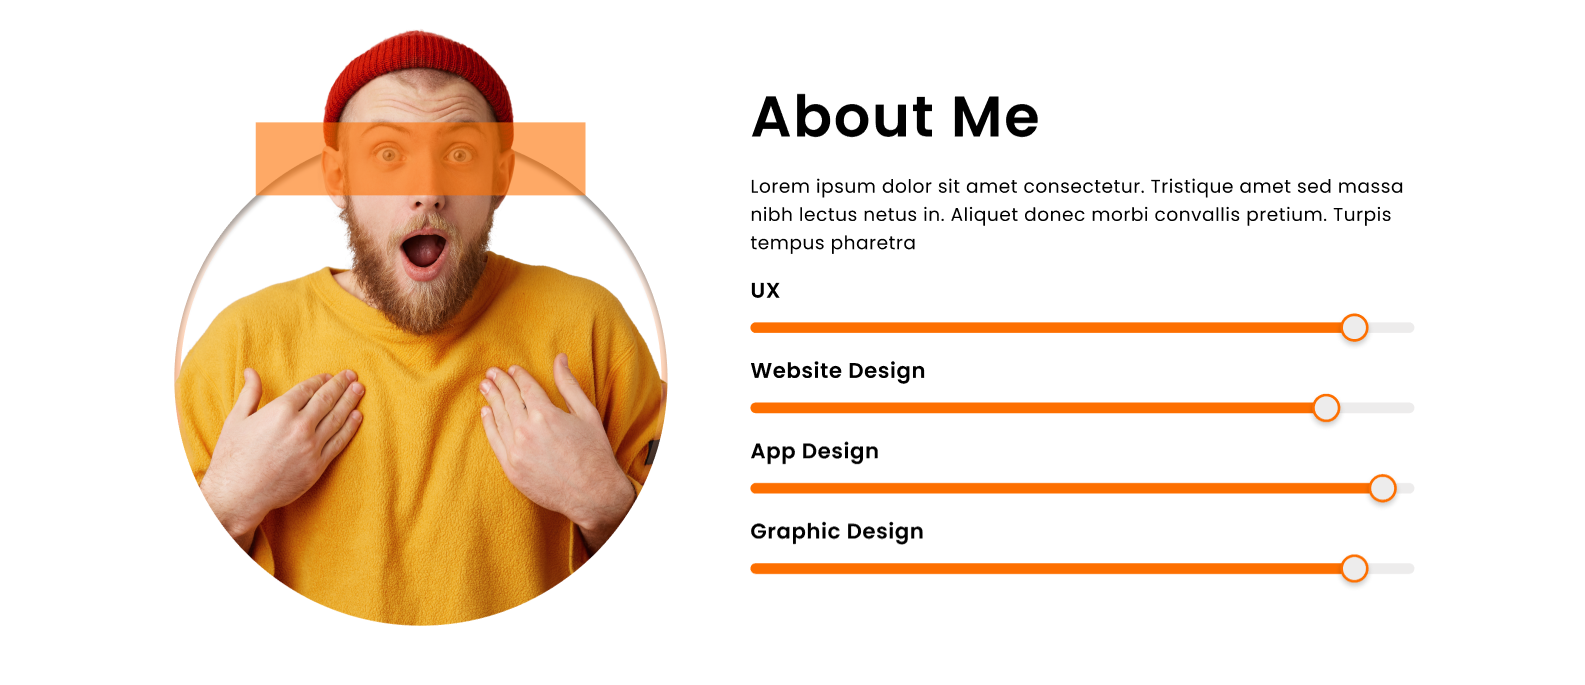 About Me
Lorem ipsum dolor sit amet consectetur. Tristique amet sed massa
nibh lectus netus in. Aliquet donec morbi convallis pretium. Turpis
tempus pharetra
UX
Website Design
App Design
Graphic Design